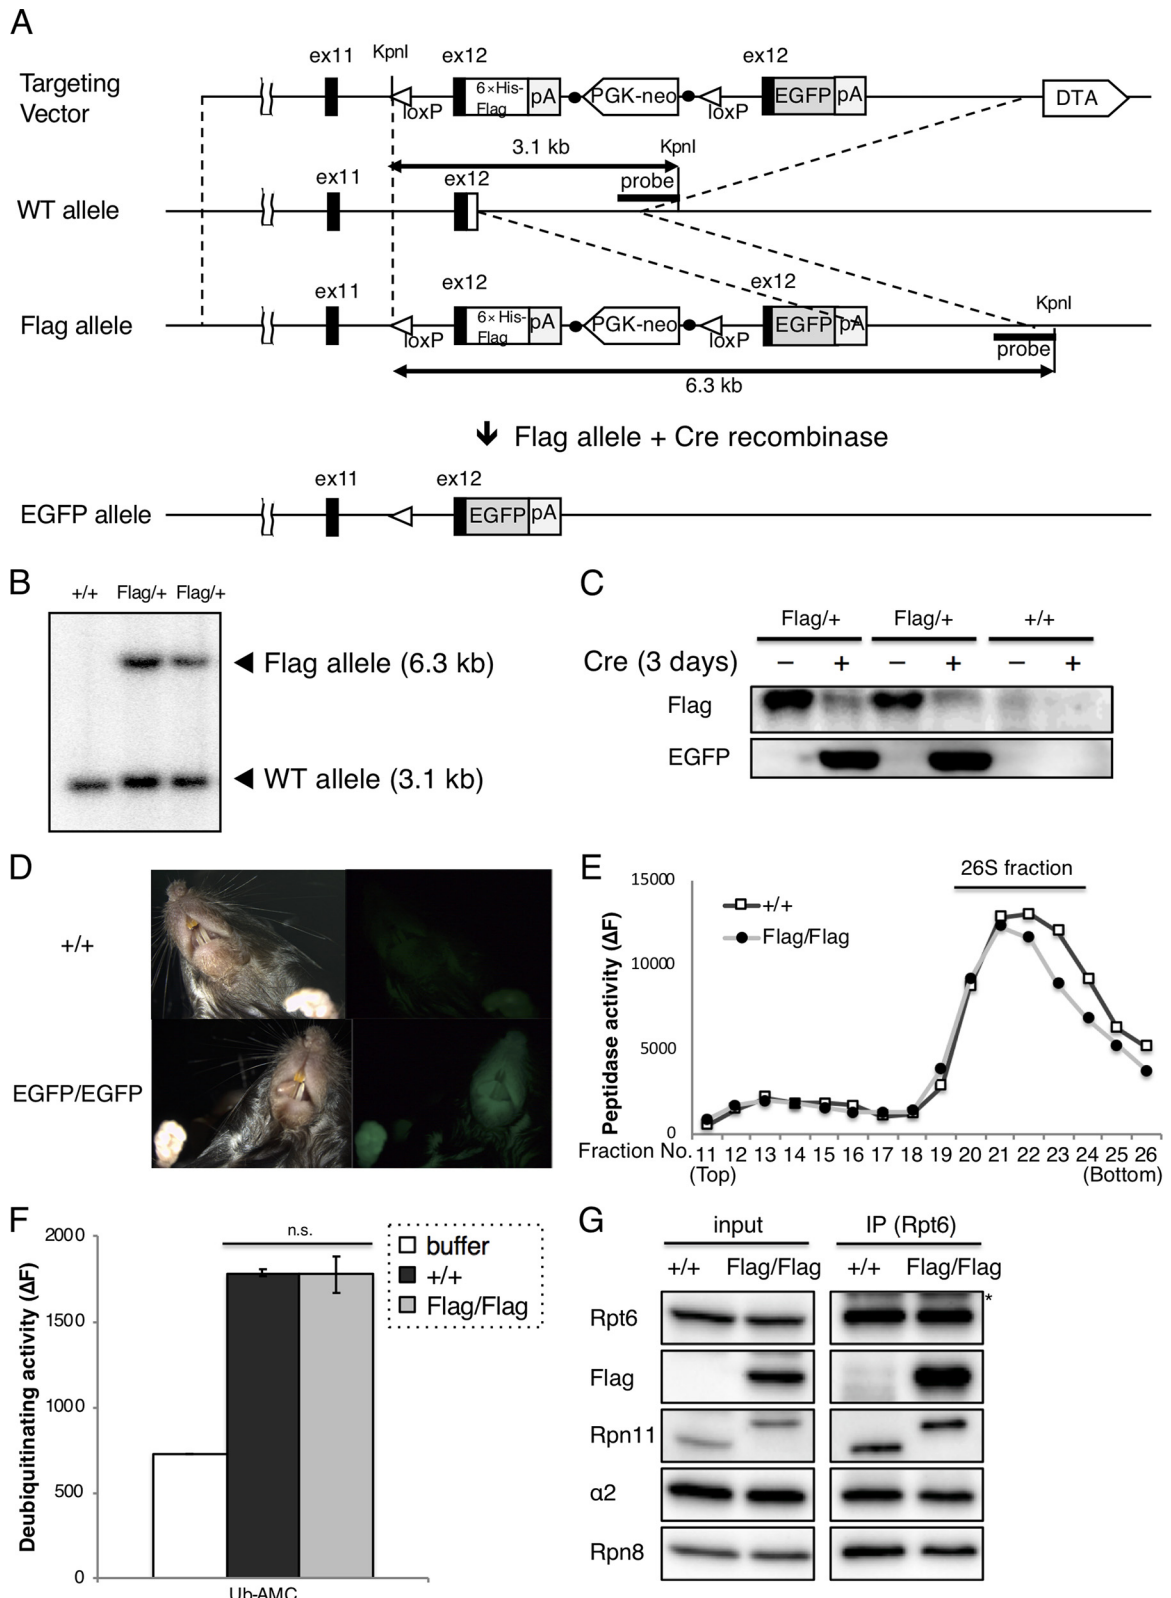 A
Targeting
Vector
ex11
KpnI
loxP
ex12
6×His-
Flag
pA
PGK-neo
loxP
ex12
EGFP
pA
DTA
3.1 kb
KpnI
WT allele
ex11
ex12
probe
Flag allele
ex11
loxP
ex12
6×His-
Flag
pA
PGK-neo
loxP
ex12
EGFP
pA
KpnI
probe
6.3 kb
Flag allele + Cre recombinase
EGFP allele
ex11
ex12
EGFP
pA
B
+/+ Flag/+ Flag/+
Flag allele (6.3 kb)
WT allele (3.1 kb)
C
Flag/+ Flag/+ +/+
Cre (3 days) − + − + − +
Flag
EGFP
D
+/+
EGFP/EGFP
E
26S fraction
+/+
Flag/Flag
Peptidase activity (ΔF)
15000
10000
5000
0
Fraction No. 11 12 13 14 15 16 17 18 19 20 21 22 23 24 25 26
(Top) (Bottom)
F
n.s.
buffer
+/+
Flag/Flag
Deubiquitinating activity (ΔF)
2000
1500
1000
500
0
Ub-AMC
G
input IP (Rpt6)
+/+ Flag/Flag +/+ Flag/Flag
Rpt6 *
Flag
Rpn11
α2
Rpn8